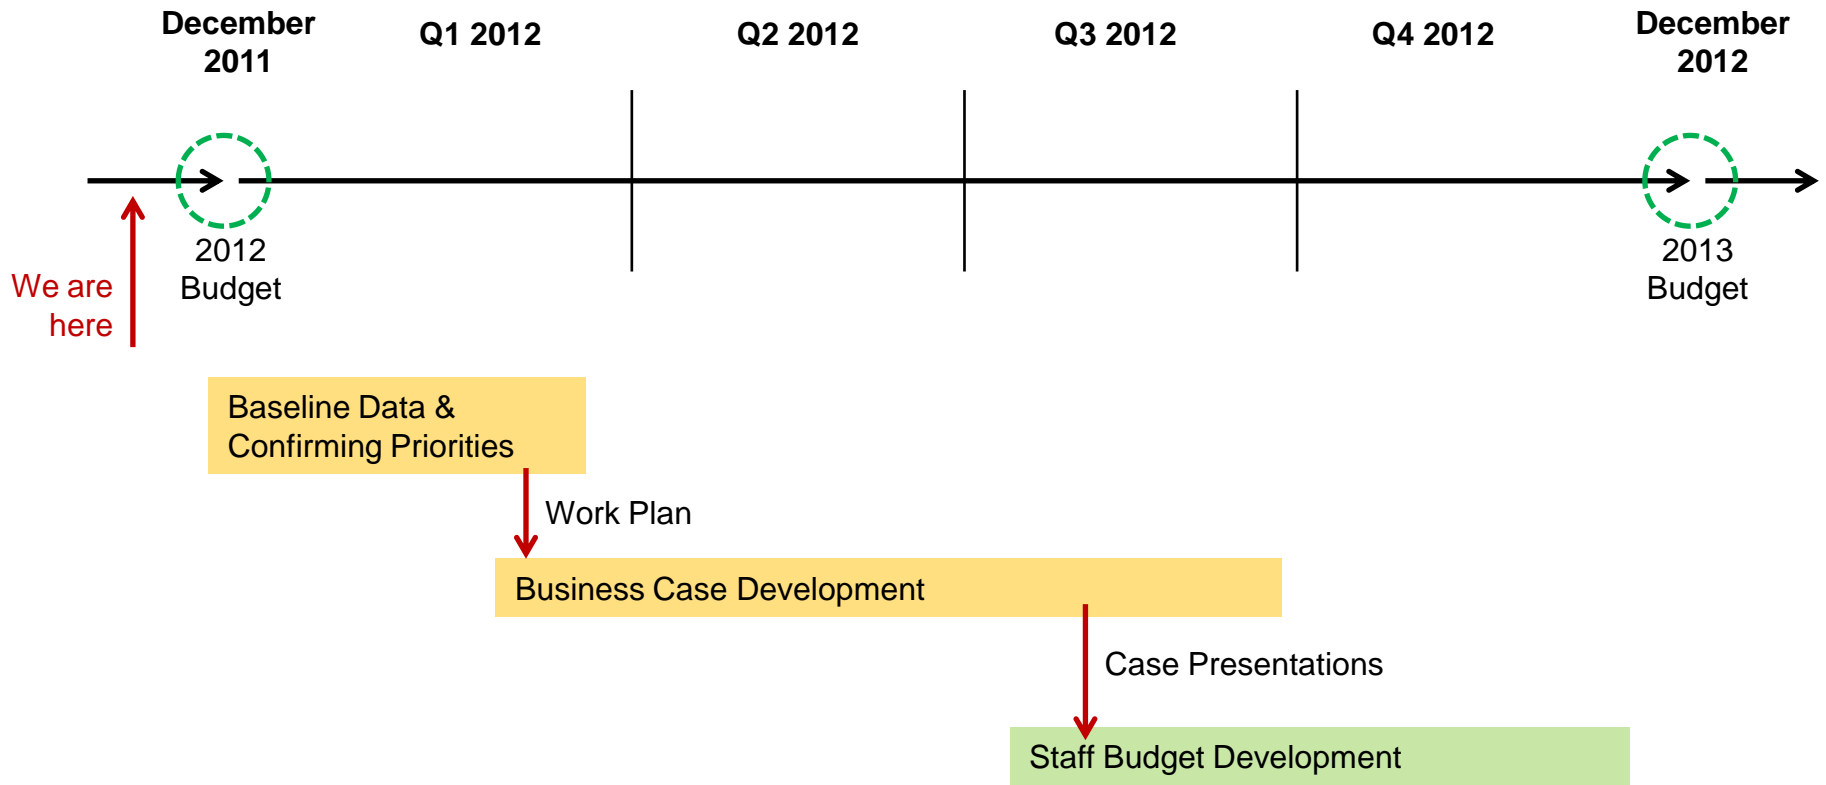 December
2011
Q1 2012
Q2 2012
Q3 2012
Q4 2012
December
2012
2012
Budget
2013
Budget
We are
here
Baseline Data &
Confirming Priorities
Work Plan
Business Case Development
Case Presentations
Staff Budget Development